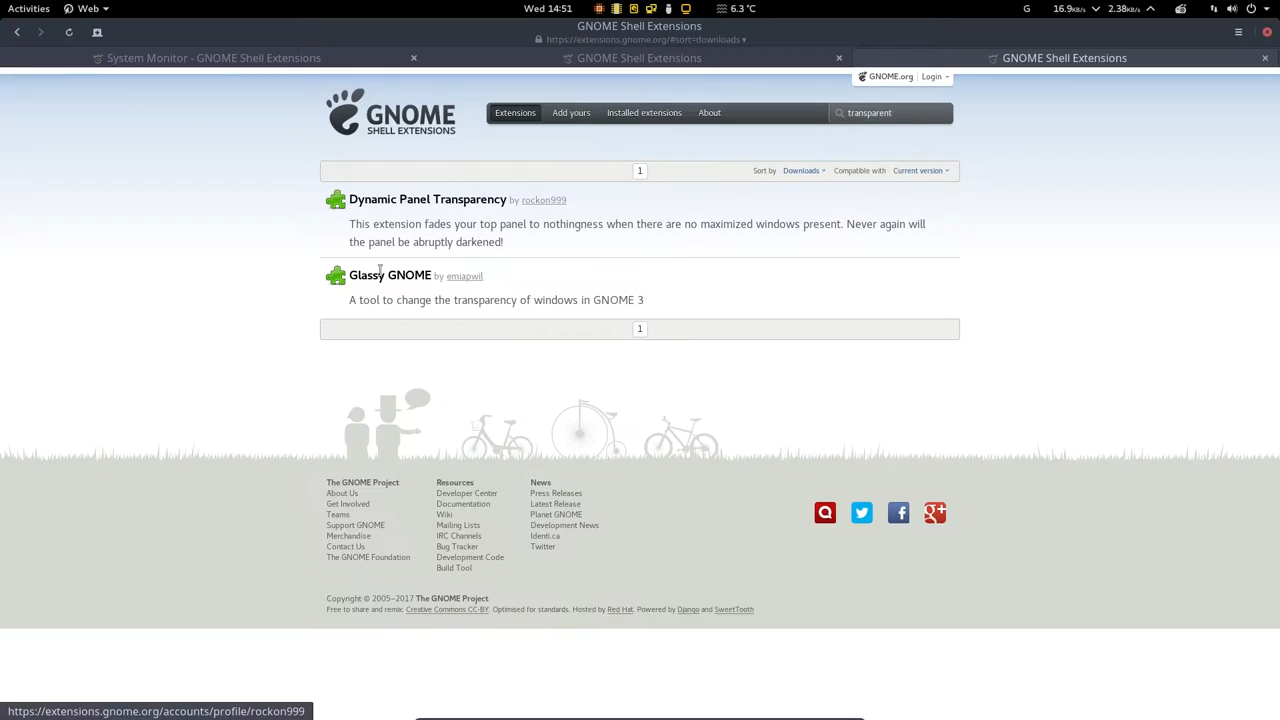 Activities
Web
Wed 14:51
6.3 °C
G
16.9KB/s
2.38KB/s
GNOME Shell Extensions
https://extensions.gnome.org/#sort=downloads
System Monitor - GNOME Shell Extensions
GNOME Shell Extensions
GNOME Shell Extensions
GNOME.org
Login
GNOME
SHELL EXTENSIONS
Extensions
Add yours
Installed extensions
About
transparent
1
Sort by
Downloads
Compatible with
Current version
Dynamic Panel Transparency by rockon999
This extension fades your top panel to nothingness when there are no maximized windows present. Never again will
the panel be abruptly darkened!
Glassy GNOME by emiapwil
A tool to change the transparency of windows in GNOME 3
1
The GNOME Project
About Us
Get Involved
Teams
Support GNOME
Merchandise
Contact Us
The GNOME Foundation
Resources
Developer Center
Documentation
Wiki
Mailing Lists
IRC Channels
Bug Tracker
Development Code
Build Tool
News
Press Releases
Latest Release
Planet GNOME
Development News
Identi.ca
Twitter
Copyright © 2005–2017 The GNOME Project
Free to share and remix: Creative Commons CC-BY. Optimised for standards. Hosted by Red Hat. Powered by Django and SweetTooth
https://extensions.gnome.org/accounts/profile/rockon999